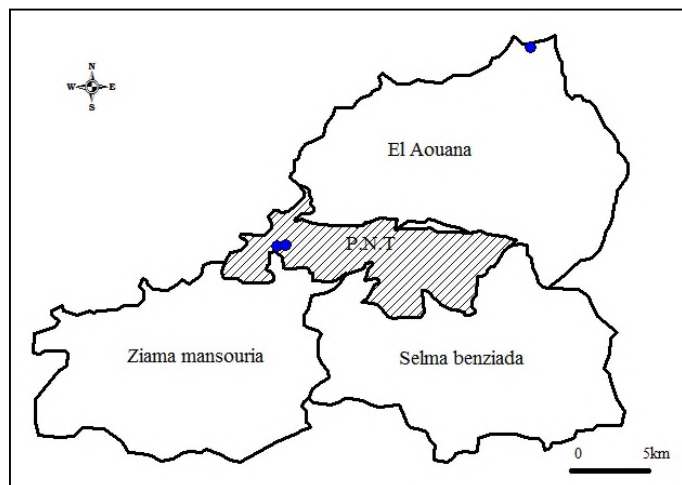 N
W E
S
El Aouana
P.N.T
Ziama mansouria
Selma benziada
0 5km